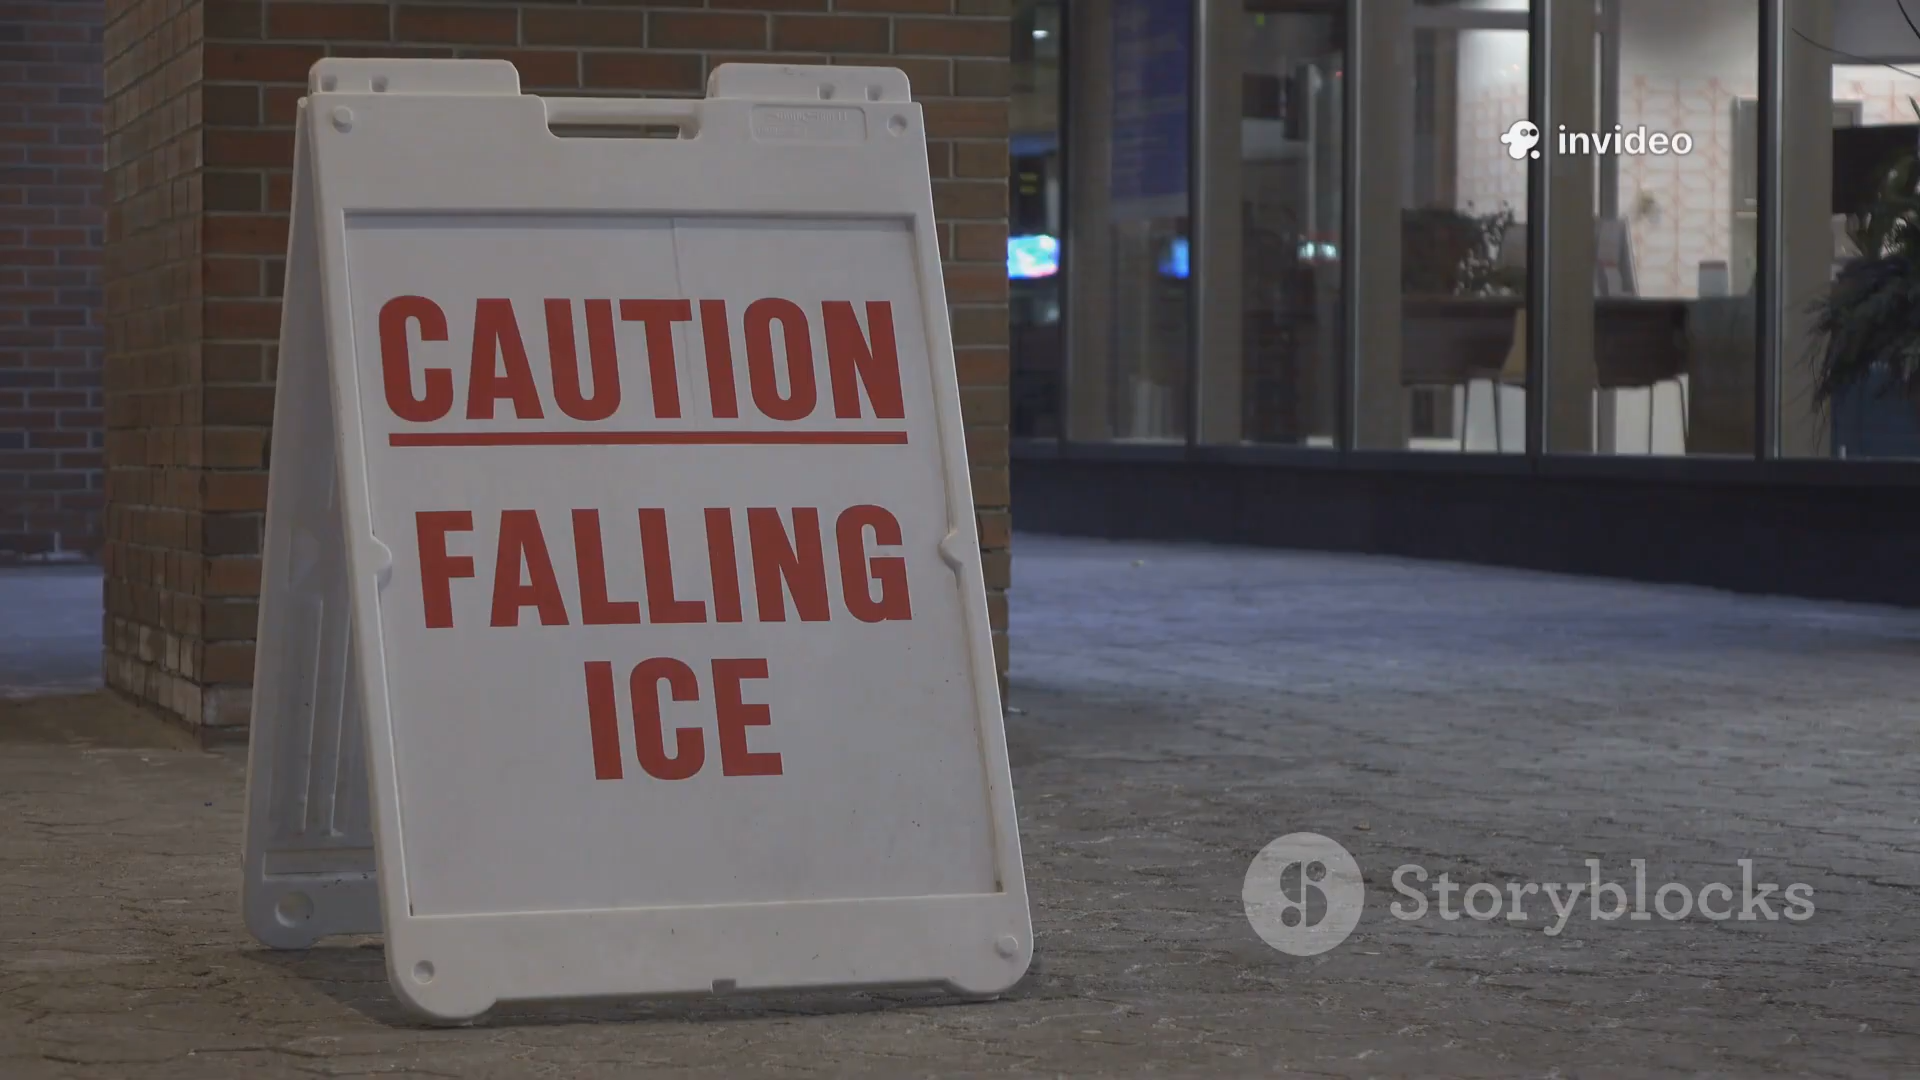 invideo
CAUTION
FALLING
ICE
Storyblocks